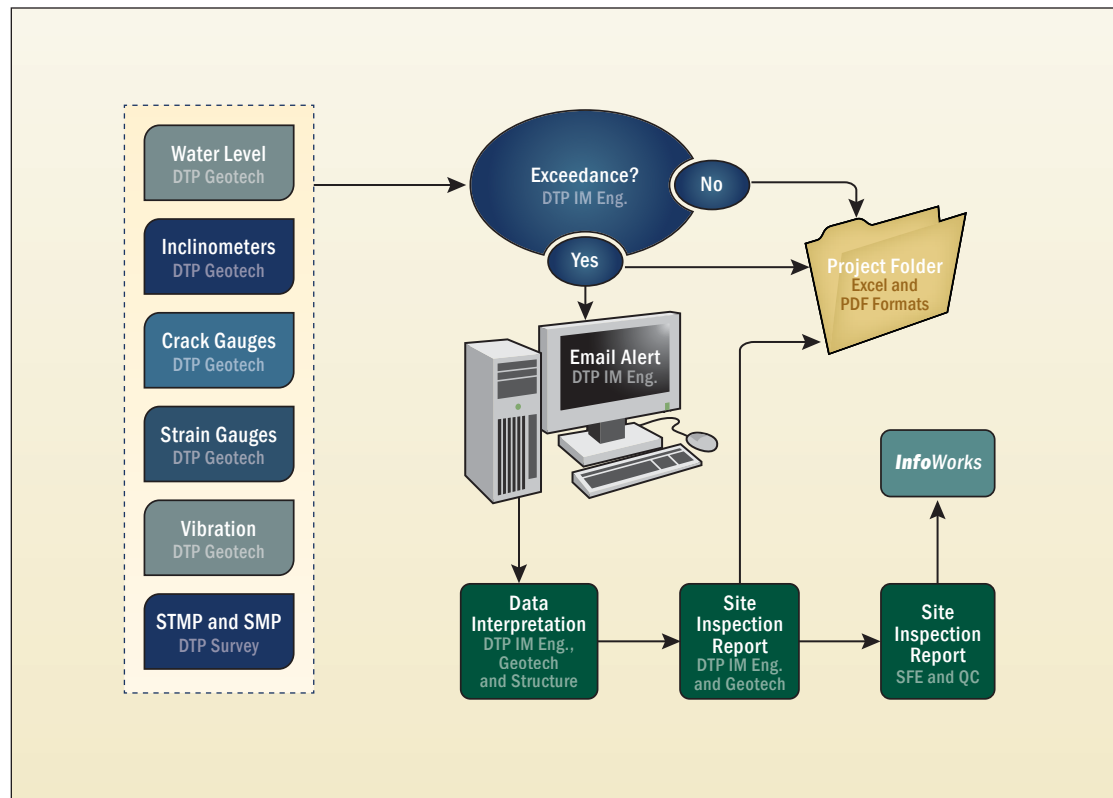 Water Level
DTP Geotech
Inclinometers
DTP Geotech
Crack Gauges
DTP Geotech
Strain Gauges
DTP Geotech
Vibration
DTP Geotech
STMP and SMP
DTP Survey
Exceedance?
DTP IM Eng.
No
Yes
Project Folder
Excel and
PDF Formats
Email Alert
DTP IM Eng.
InfoWorks
Data
Interpretation
DTP IM Eng.,
Geotech
and Structure
Site
Inspection
Report
DTP IM Eng.
and Geotech
Site
Inspection
Report
SFE and QC